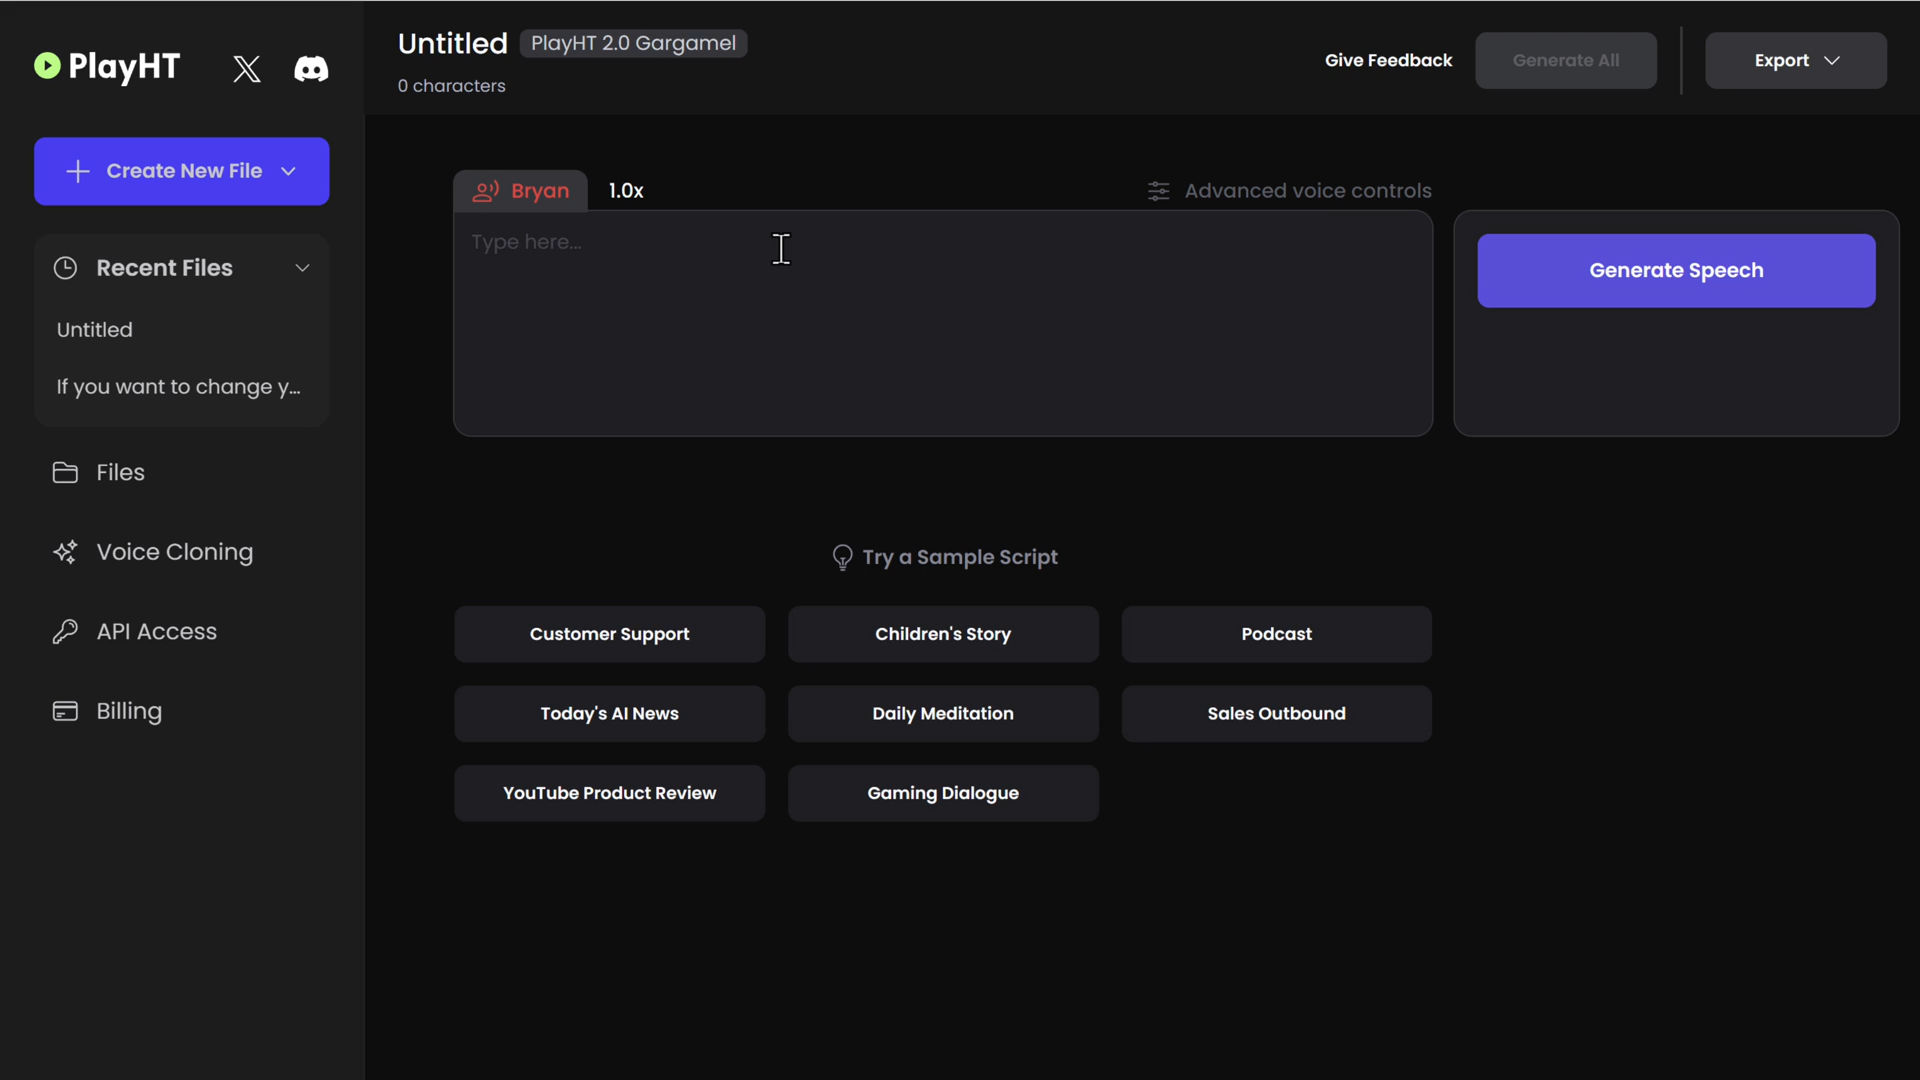 PlayHT
Create New File
Recent Files
Untitled
If you want to change y...
Files
Voice Cloning
API Access
Billing
Untitled PlayHT 2.0 Gargamel
0 characters
Give Feedback
Generate All
Export
Bryan
1.0x
Advanced voice controls
Type here...
Generate Speech
Try a Sample Script
Customer Support
Children's Story
Podcast
Today's AI News
Daily Meditation
Sales Outbound
YouTube Product Review
Gaming Dialogue